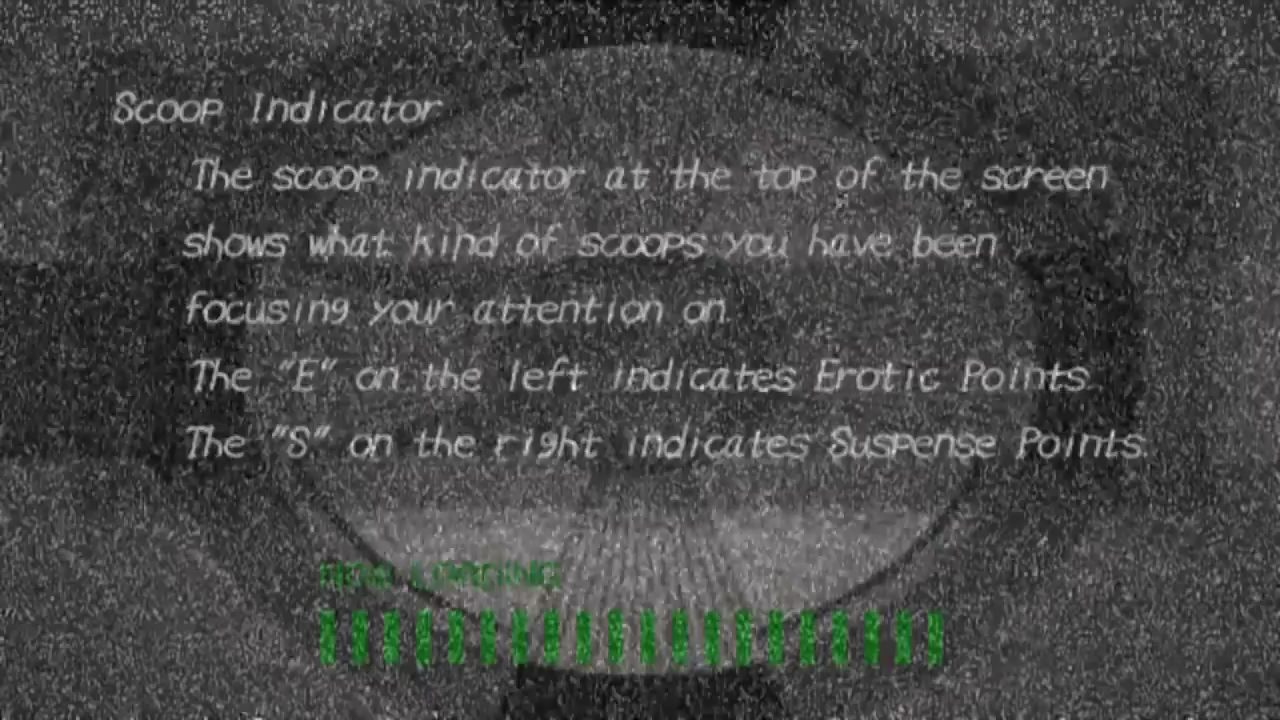 Scoop Indicator
The scoop indicator at the top of the screen
shows what kind of scoops you have been
focusing your attention on.
The "E" on the left indicates Erotic Points.
The "S" on the right indicates Suspense Points.
NOW LOADING